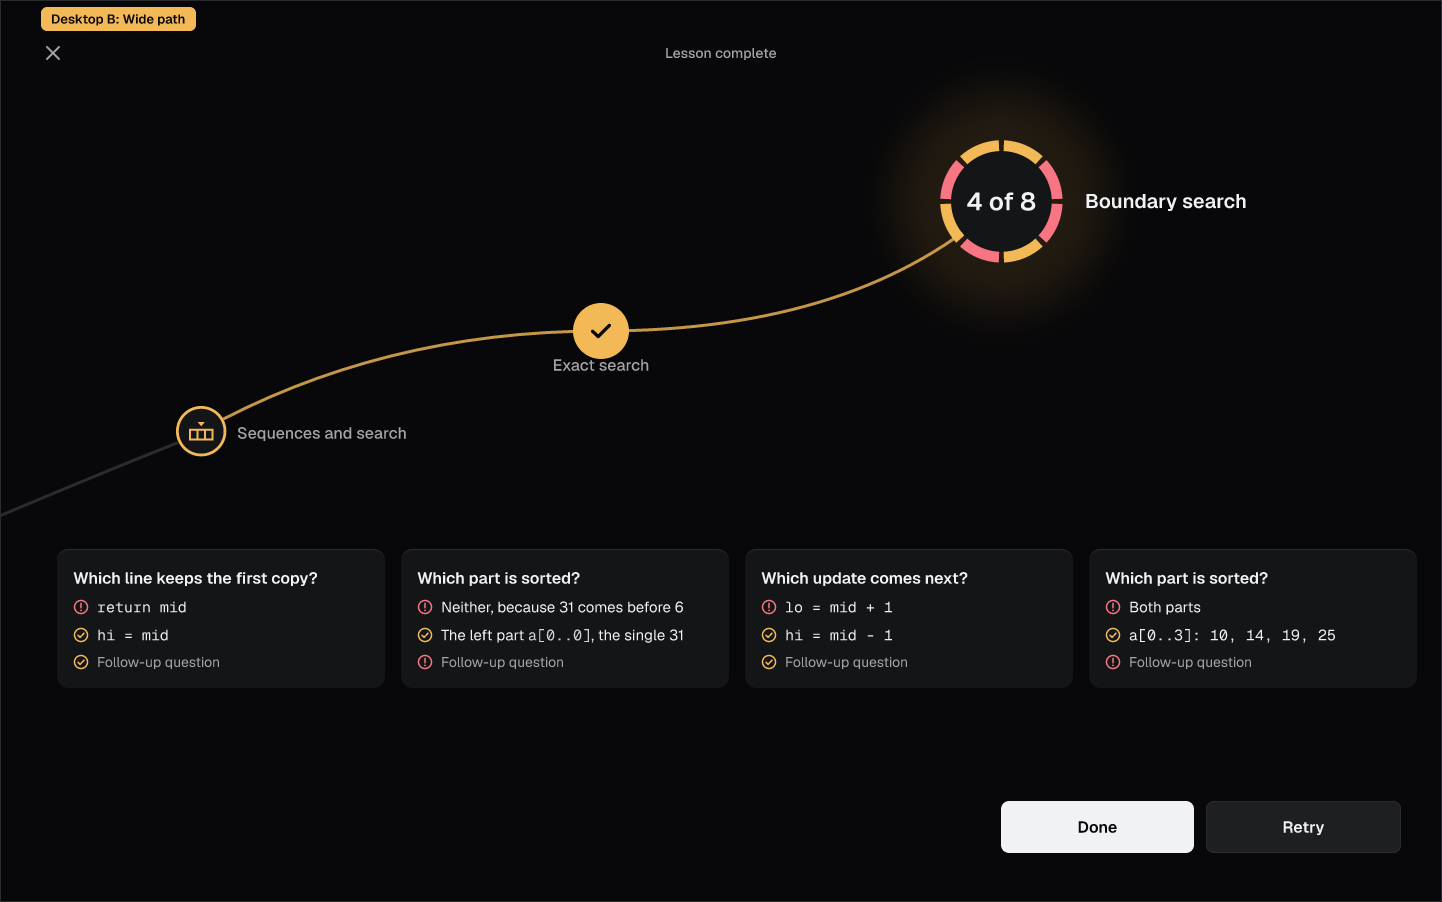 Desktop B: Wide path
Lesson complete
4 of 8
Boundary search
Exact search
Sequences and search
Which line keeps the first copy?
return mid
hi = mid
Follow-up question
Which part is sorted?
Neither, because 31 comes before 6
The left part a[0..0], the single 31
Follow-up question
Which update comes next?
lo = mid + 1
hi = mid - 1
Follow-up question
Which part is sorted?
Both parts
a[0..3]: 10, 14, 19, 25
Follow-up question
Done
Retry